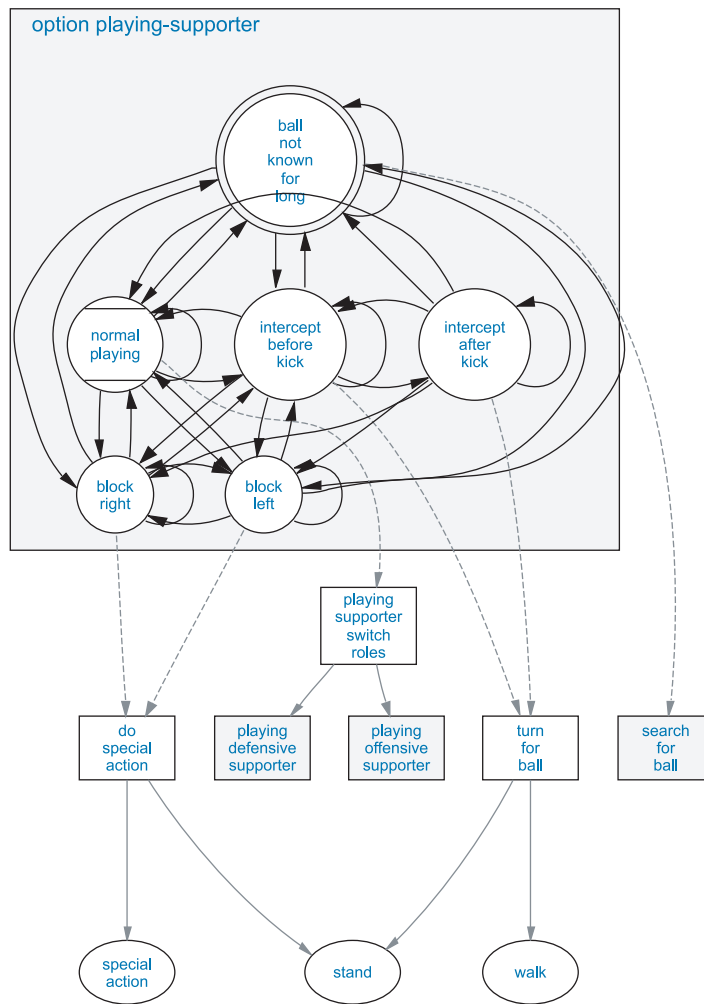 option playing-supporter
ball
not
known
for
long
normal
playing
intercept
before
kick
intercept
after
kick
block
right
block
left
playing
supporter
switch
roles
do
special
action
playing
defensive
supporter
playing
offensive
supporter
turn
for
ball
search
for
ball
special
action
stand
walk